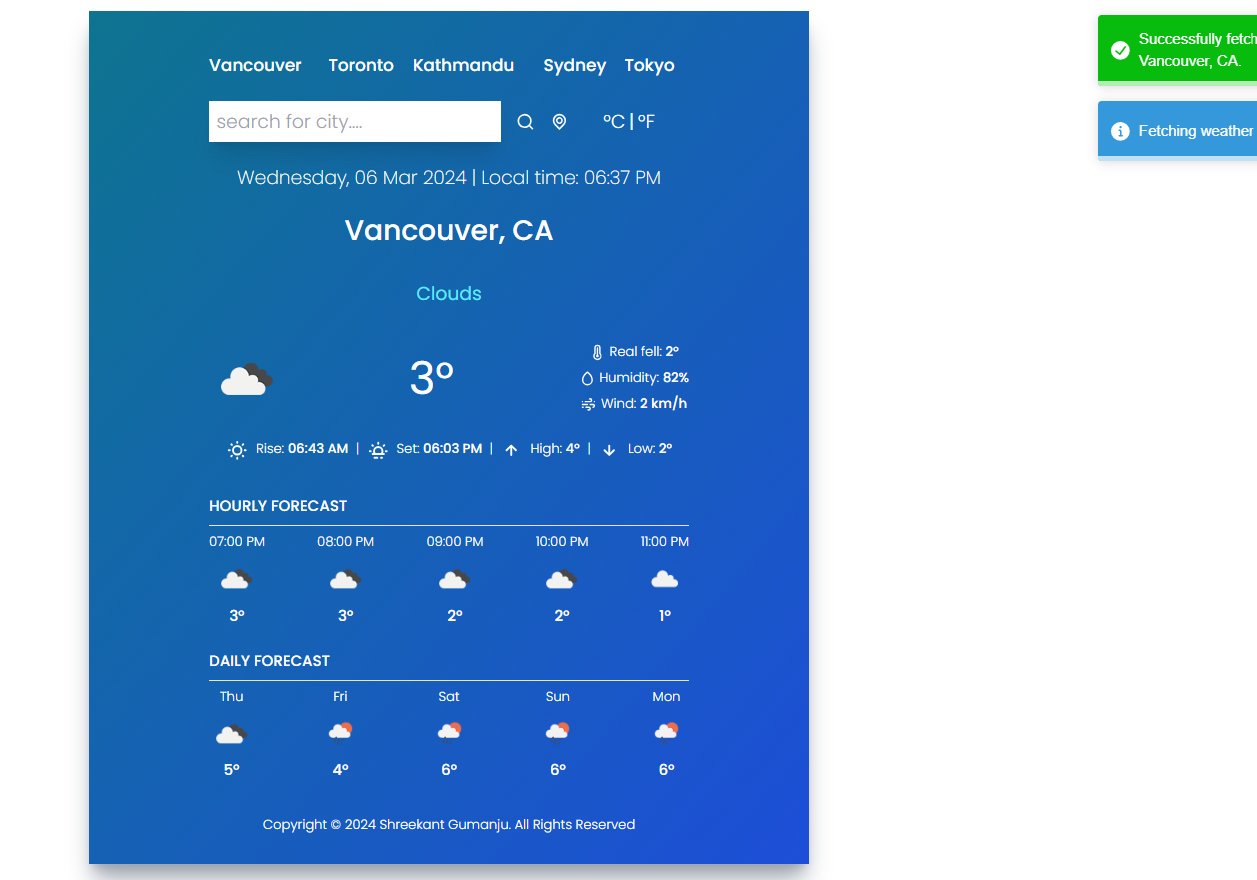 Vancouver Toronto Kathmandu Sydney Tokyo
search for city....
°C | °F
Wednesday, 06 Mar 2024 | Local time: 06:37 PM
Vancouver, CA
Clouds
3°
Real fell: 2°
Humidity: 82%
Wind: 2 km/h
Rise: 06:43 AM | Set: 06:03 PM | High: 4° | Low: 2°
HOURLY FORECAST
07:00 PM 08:00 PM 09:00 PM 10:00 PM 11:00 PM
3° 3° 2° 2° 1°
DAILY FORECAST
Thu Fri Sat Sun Mon
5° 4° 6° 6° 6°
Copyright © 2024 Shreekant Gumanju. All Rights Reserved
Successfully fetch
Vancouver, CA.
Fetching weather